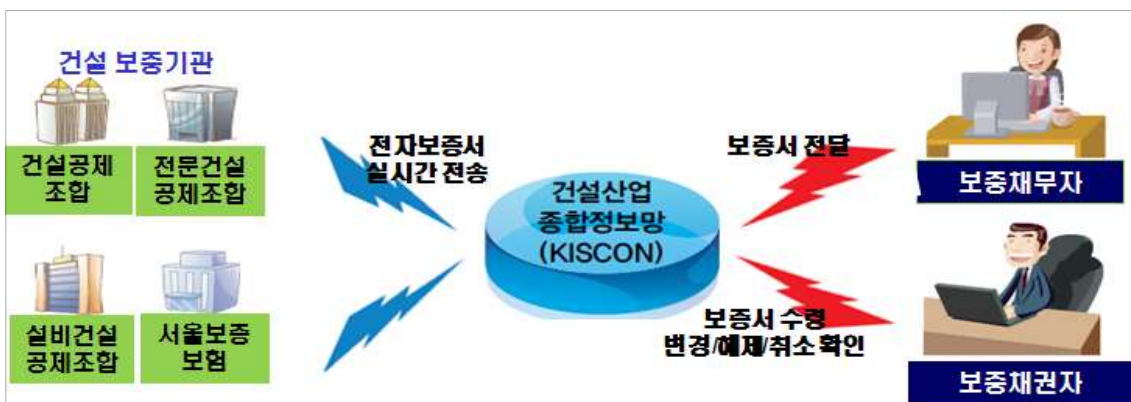 건설 보증기관
건설공제
조합
전문건설
공제조합
설비건설
공제조합
서울보증
보험
전자보증서
실시간 전송
건설산업
종합정보망
(KISCON)
보증서 전달
보증서 수령
변경/해제/취소 확인
보증채무자
보증채권자